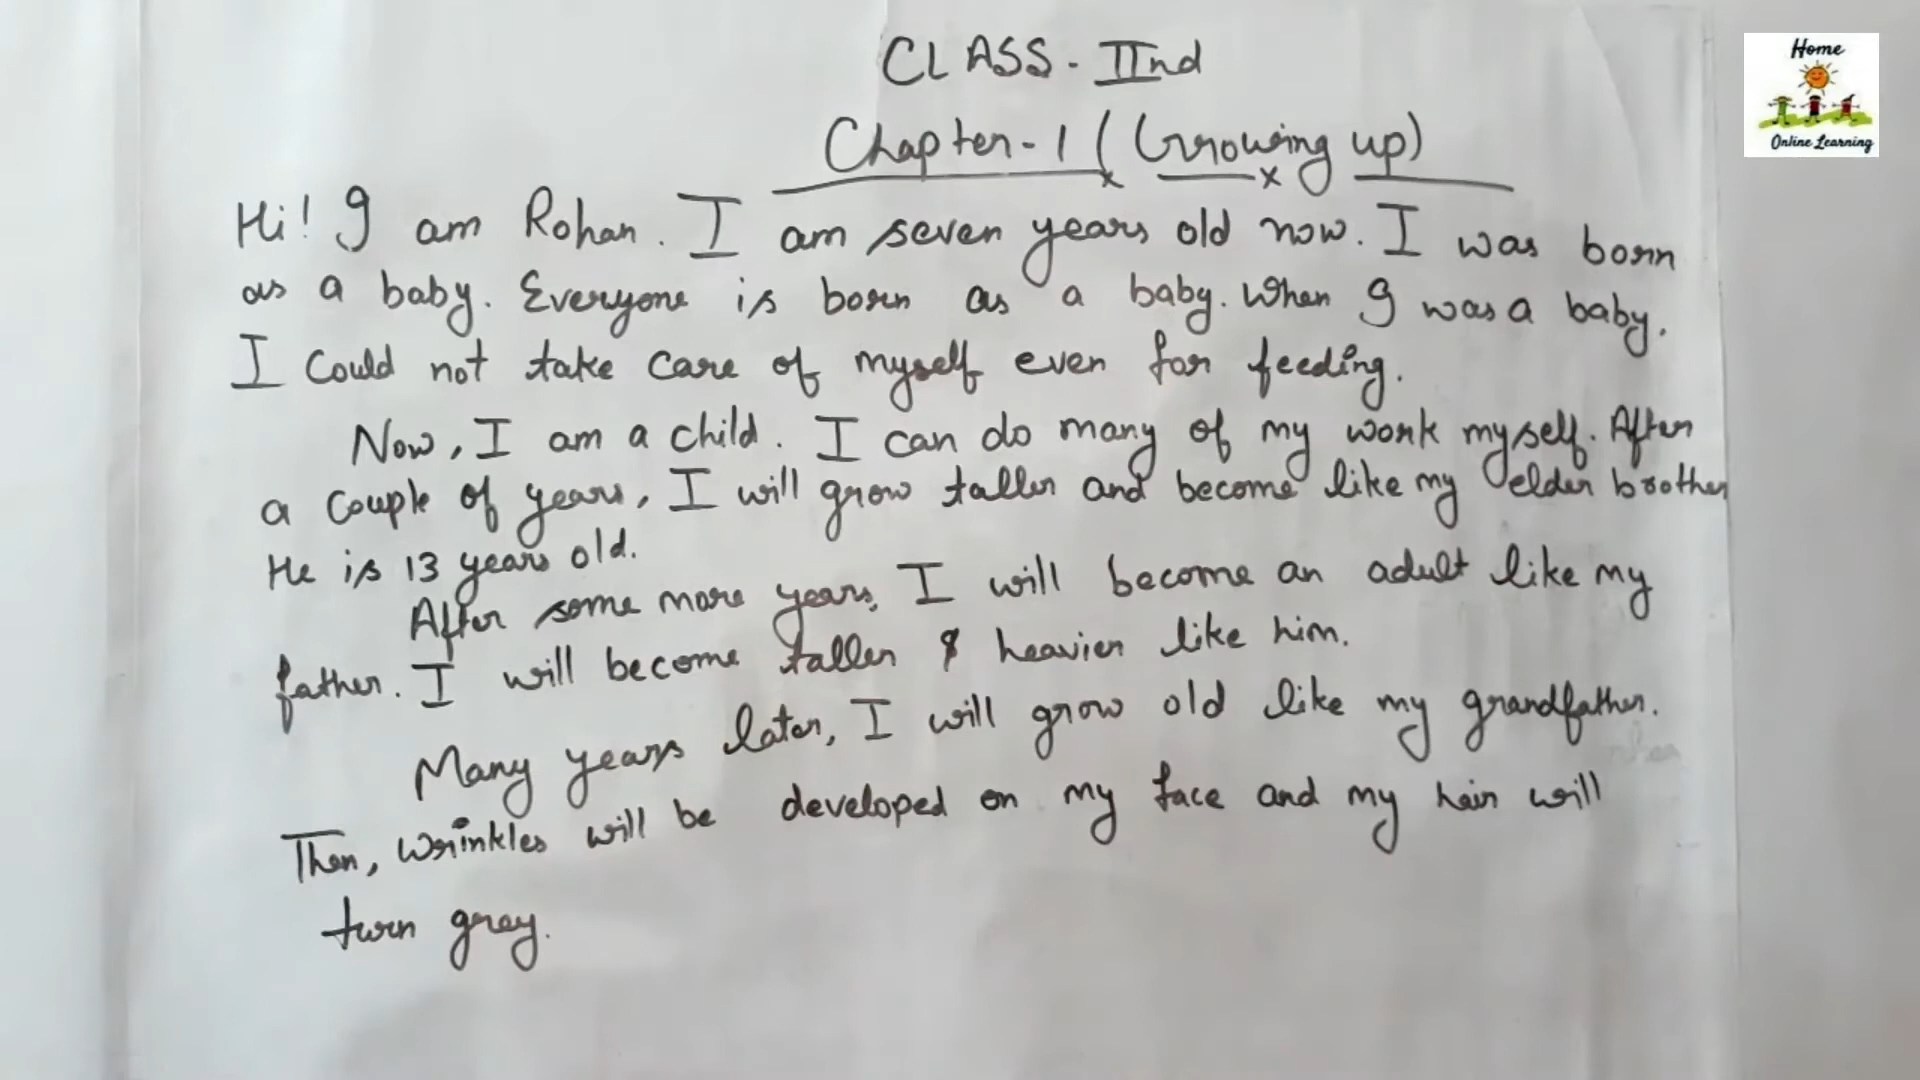 CLASS - IInd
Home
Online Learning
Chapter-1 (Growing up)
Hi! I am Rohan. I am seven years old now. I was born
as a baby. Everyone is born as a baby. When I was a baby.
I Could not take care of myself even for feeding.
Now, I am a child. I can do many of my work myself. After
a couple of years, I will grow taller and become like my elder brother
He is 13 years old.
After some more years, I will become an adult like my
father. I will become taller & heavier like him.
Many years later, I will grow old like my grandfather.
Then, wrinkles will be developed on my face and my hair will
turn gray.